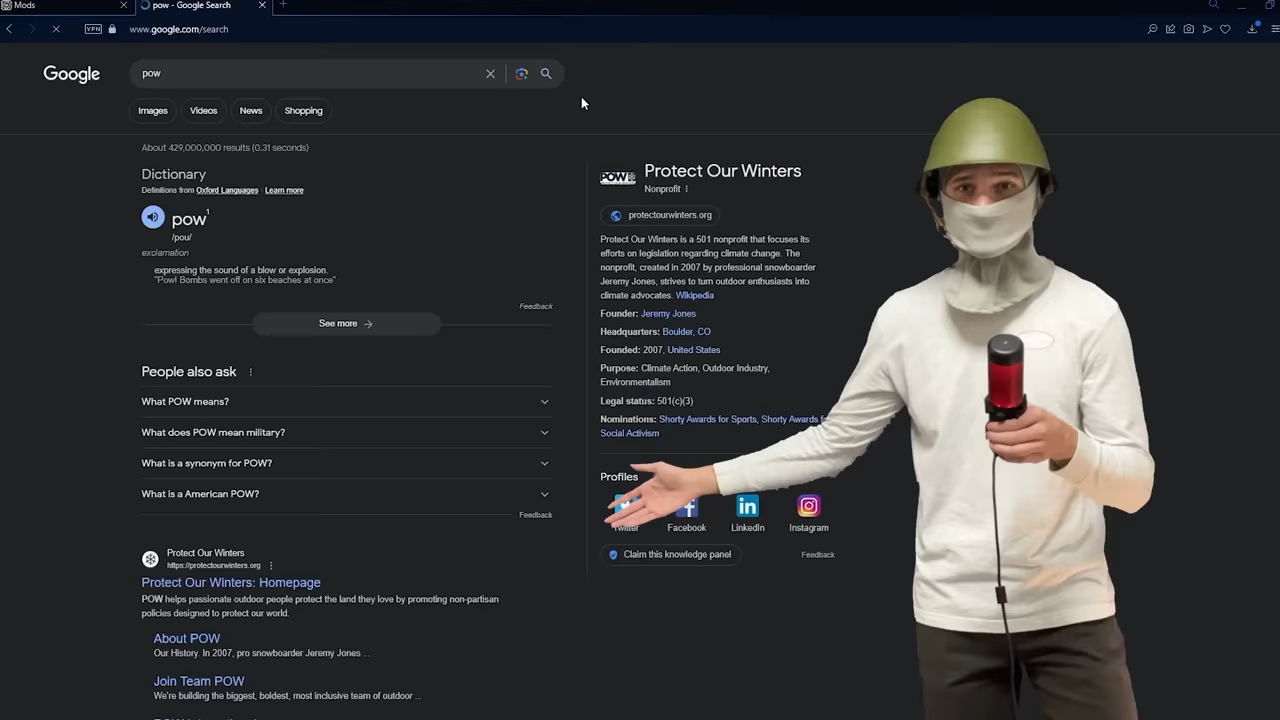 Mods
pow - Google Search
VPN
www.google.com/search
Google
pow
Images
Videos
News
Shopping
About 429,000,000 results (0.31 seconds)
Dictionary
Definitions from Oxford Languages · Learn more
pow¹
/pou/
exclamation
expressing the sound of a blow or explosion.
"Pow! Bombs went off on six beaches at once"
Feedback
See more
People also ask
What POW means?
What does POW mean military?
What is a synonym for POW?
What is a American POW?
Feedback
Protect Our Winters
https://protectourwinters.org
Protect Our Winters: Homepage
POW helps passionate outdoor people protect the land they love by promoting non-partisan
policies designed to protect our world.
About POW
Our History. In 2007, pro snowboarder Jeremy Jones ...
Join Team POW
We're building the biggest, boldest, most inclusive team of outdoor ...
POW
Protect Our Winters
Nonprofit
protectourwinters.org
Protect Our Winters is a 501 nonprofit that focuses its
efforts on legislation regarding climate change. The
nonprofit, created in 2007 by professional snowboarder
Jeremy Jones, strives to turn outdoor enthusiasts into
climate advocates. Wikipedia
Founder: Jeremy Jones
Headquarters: Boulder, CO
Founded: 2007, United States
Purpose: Climate Action, Outdoor Industry,
Environmentalism
Legal status: 501(c)(3)
Nominations: Shorty Awards for Sports, Shorty Awards
Social Activism
Profiles
Twitter
Facebook
LinkedIn
Instagram
Claim this knowledge panel
Feedback